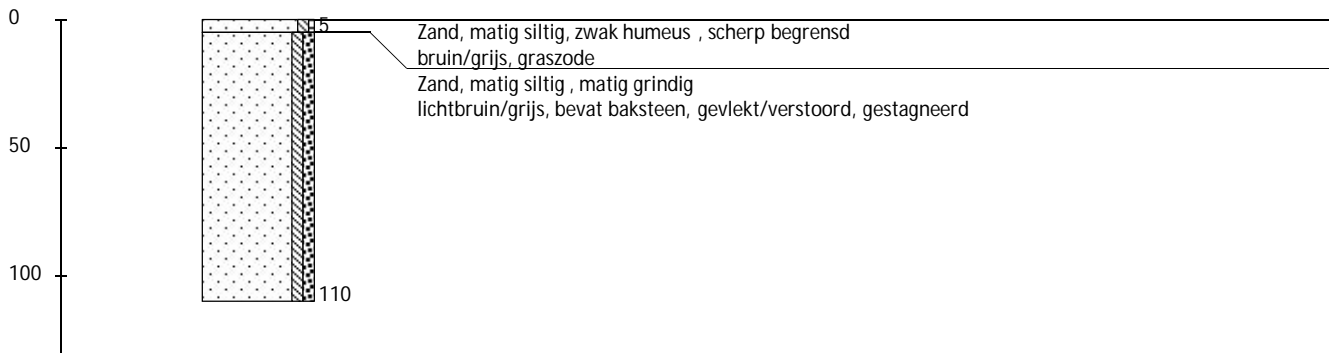 0
5
Zand, matig siltig, zwak humeus , scherp begrensd
bruin/grijs, graszode
Zand, matig siltig , matig grindig
lichtbruin/grijs, bevat baksteen, gevlekt/verstoord, gestagneerd
50
100
110